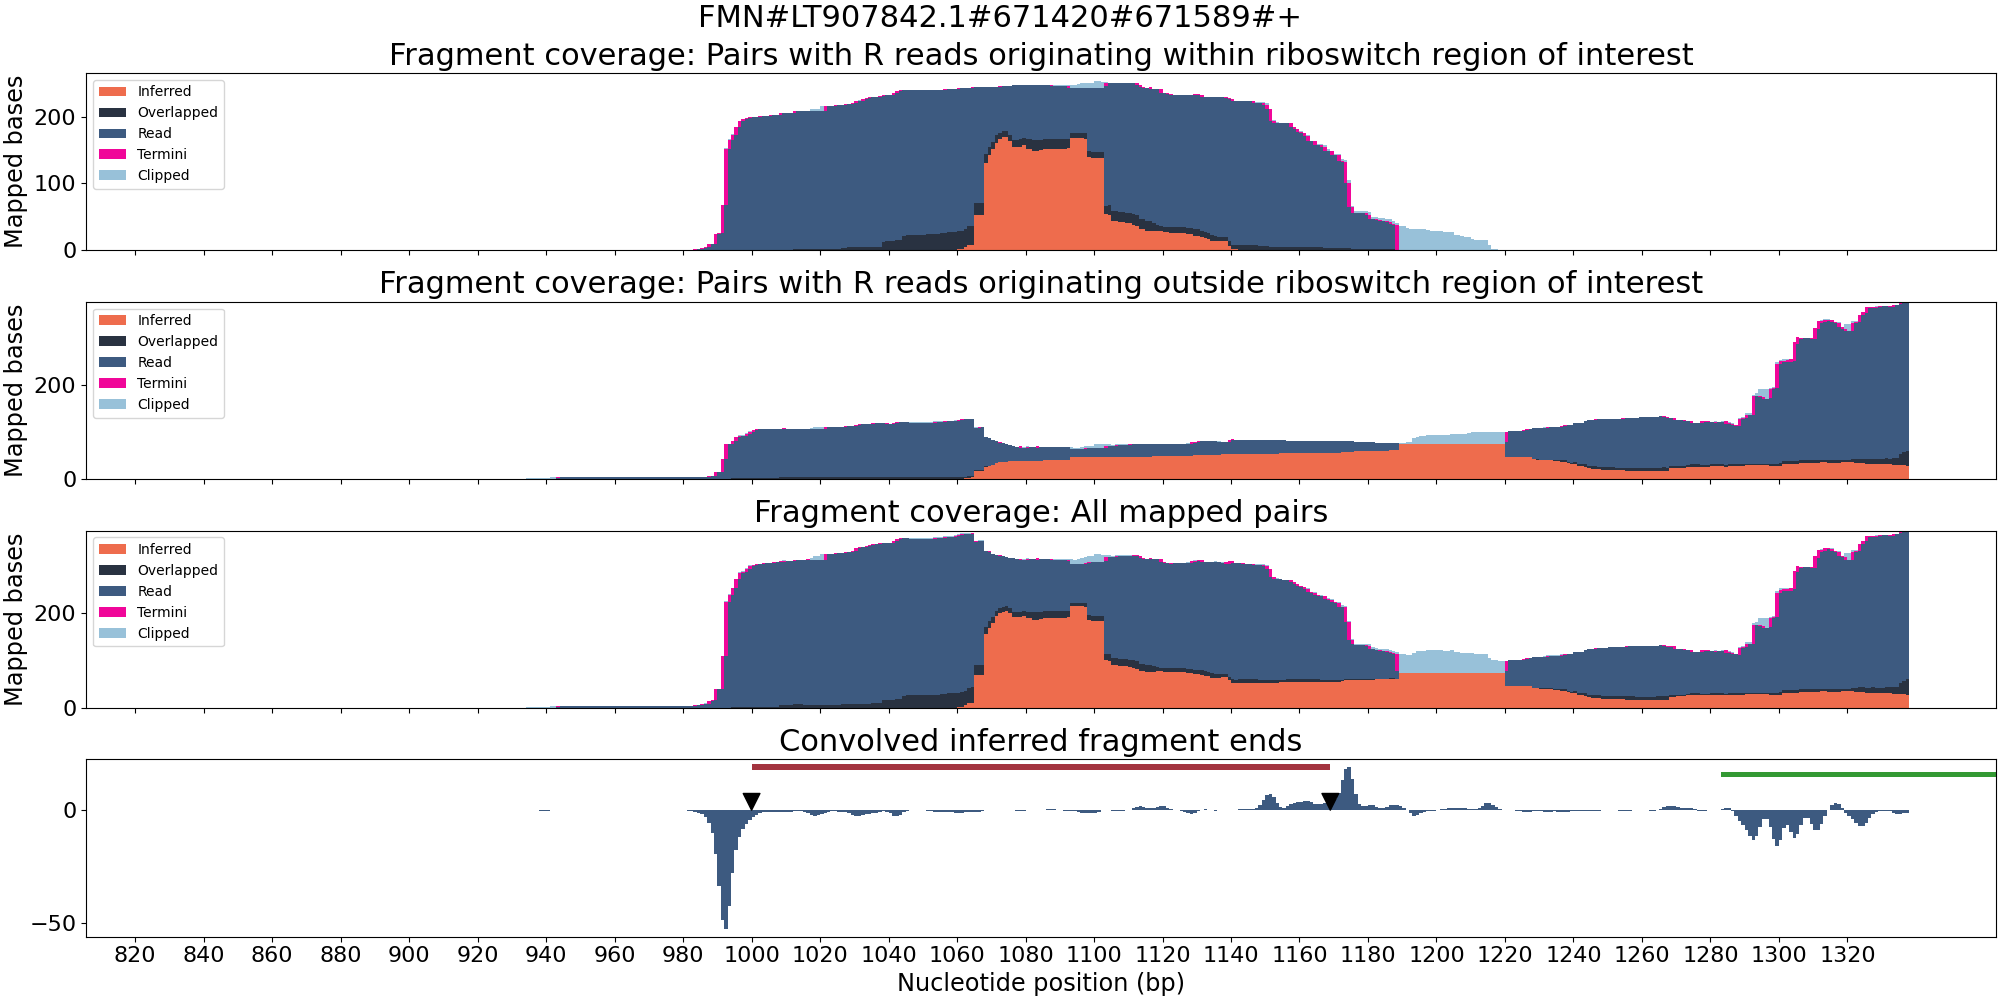 FMN#LT907842.1#671420#671589#+
Fragment coverage: Pairs with R reads originating within riboswitch region of interest
Mapped bases
200
100
0
Inferred
Overlapped
Read
Termini
Clipped
Fragment coverage: Pairs with R reads originating outside riboswitch region of interest
Mapped bases
200
0
Inferred
Overlapped
Read
Termini
Clipped
Fragment coverage: All mapped pairs
Mapped bases
200
0
Inferred
Overlapped
Read
Termini
Clipped
Convolved inferred fragment ends
0
−50
820 840 860 880 900 920 940 960 980 1000 1020 1040 1060 1080 1100 1120 1140 1160 1180 1200 1220 1240 1260 1280 1300 1320
Nucleotide position (bp)